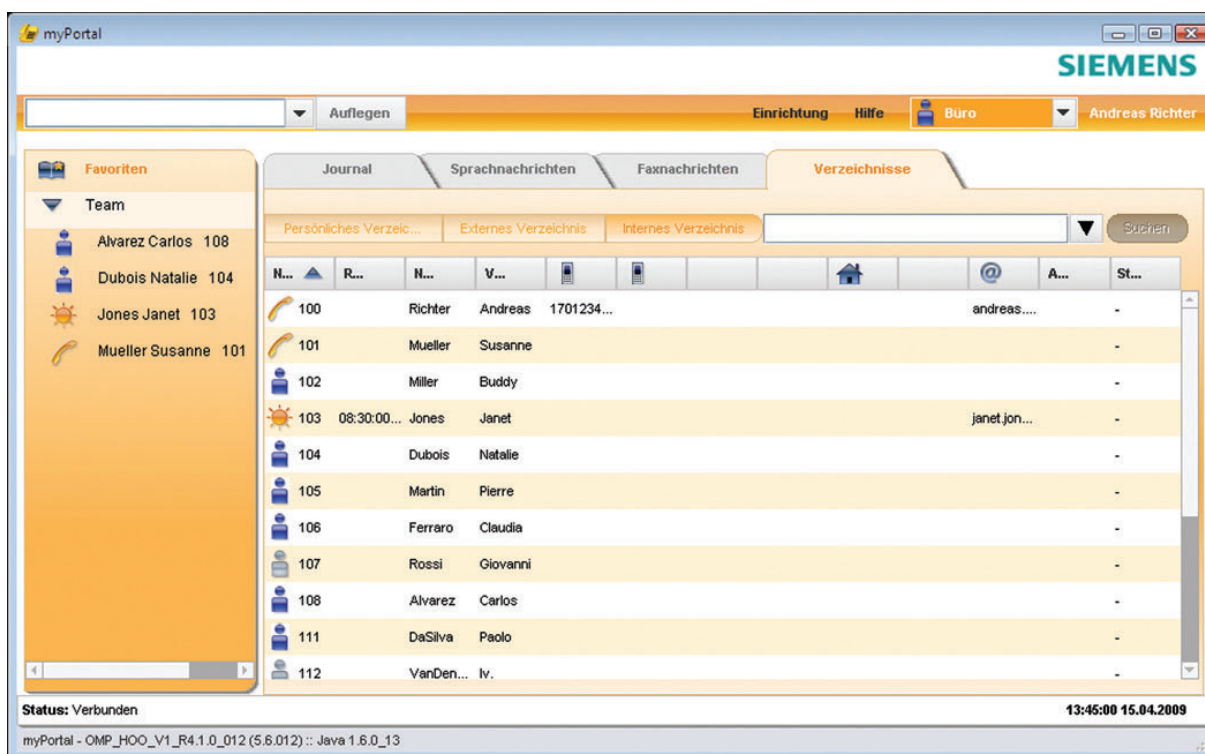 myPortal
SIEMENS
Auflegen Einrichtung Hilfe Büro Andreas Richter
Favoriten
Team
Alvarez Carlos 108
Dubois Natalie 104
Jones Janet 103
Mueller Susanne 101
Journal Sprachnachrichten Faxnachrichten Verzeichnisse
Persönliches Verzeic... Externes Verzeichnis Internes Verzeichnis Suchen
N... R... N... V... @ A... St...
100 Richter Andreas 1701234... andreas.... -
101 Mueller Susanne -
102 Miller Buddy -
103 08:30:00... Jones Janet janet.jon... -
104 Dubois Natalie -
105 Martin Pierre -
106 Ferraro Claudia -
107 Rossi Giovanni -
108 Alvarez Carlos -
111 DaSilva Paolo -
112 VanDen... Iv. -
Status: Verbunden 13:45:00 15.04.2009
myPortal - OMP_HOO_V1_R4.1.0_012 (5.6.012) :: Java 1.6.0_13